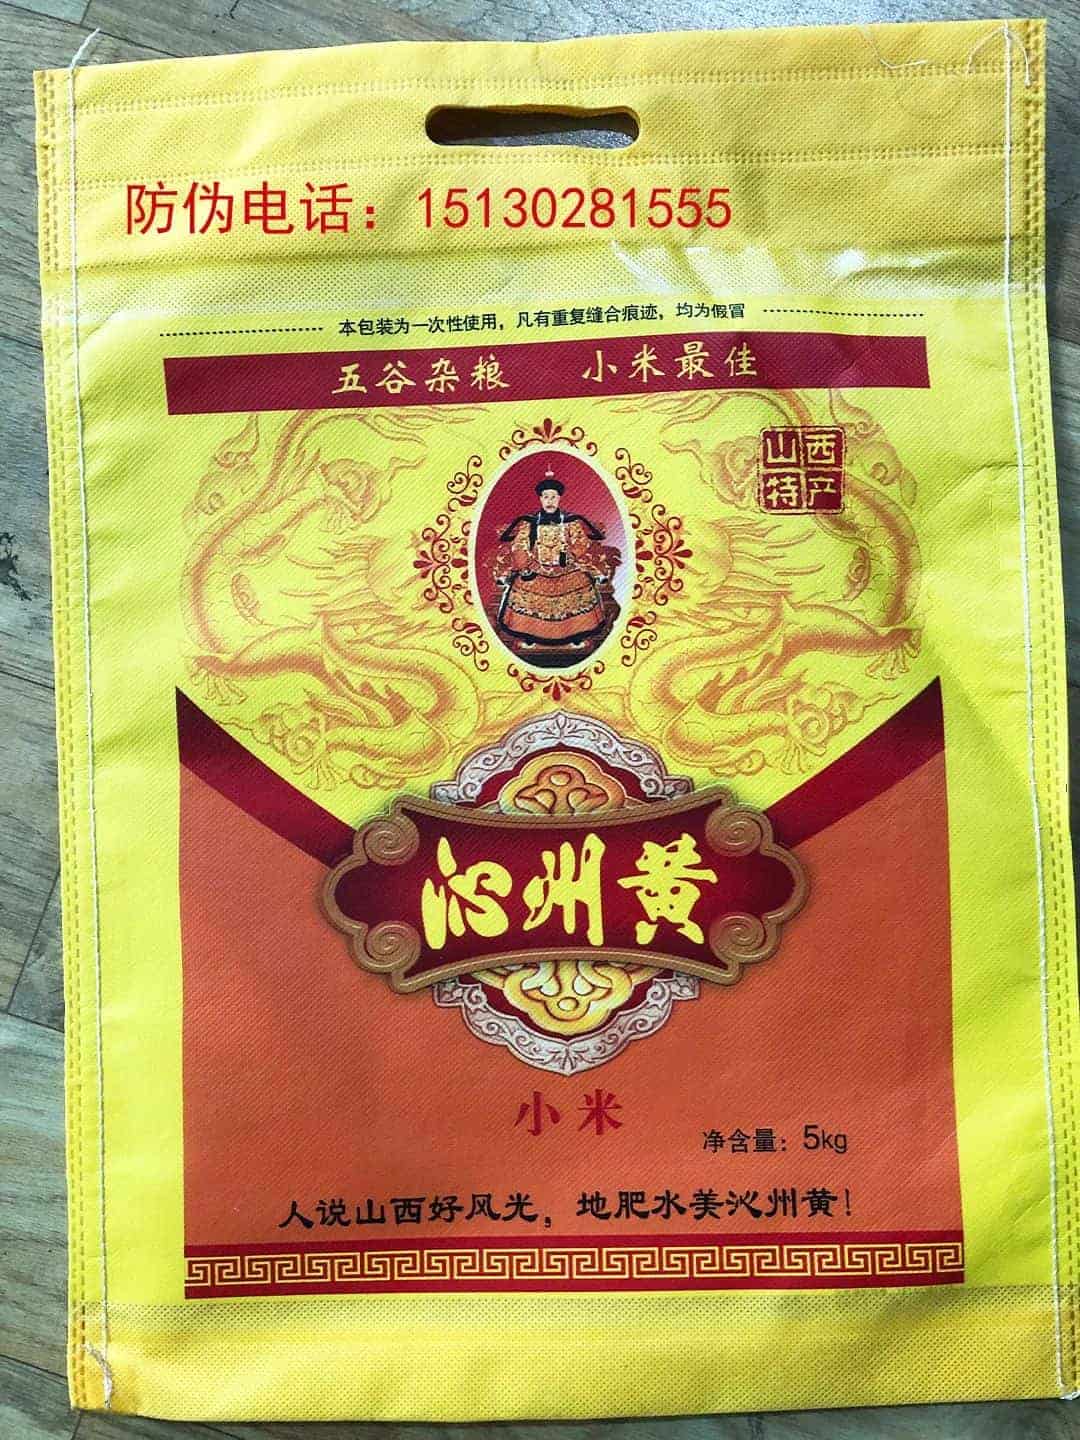 防伪电话：15130281555
本包装为一次性使用，凡有重复缝合痕迹，均为假冒
五谷杂粮 小米最佳
山西
特产
沁州黄
小米
净含量：5kg
人说山西好风光，地肥水美沁州黄！